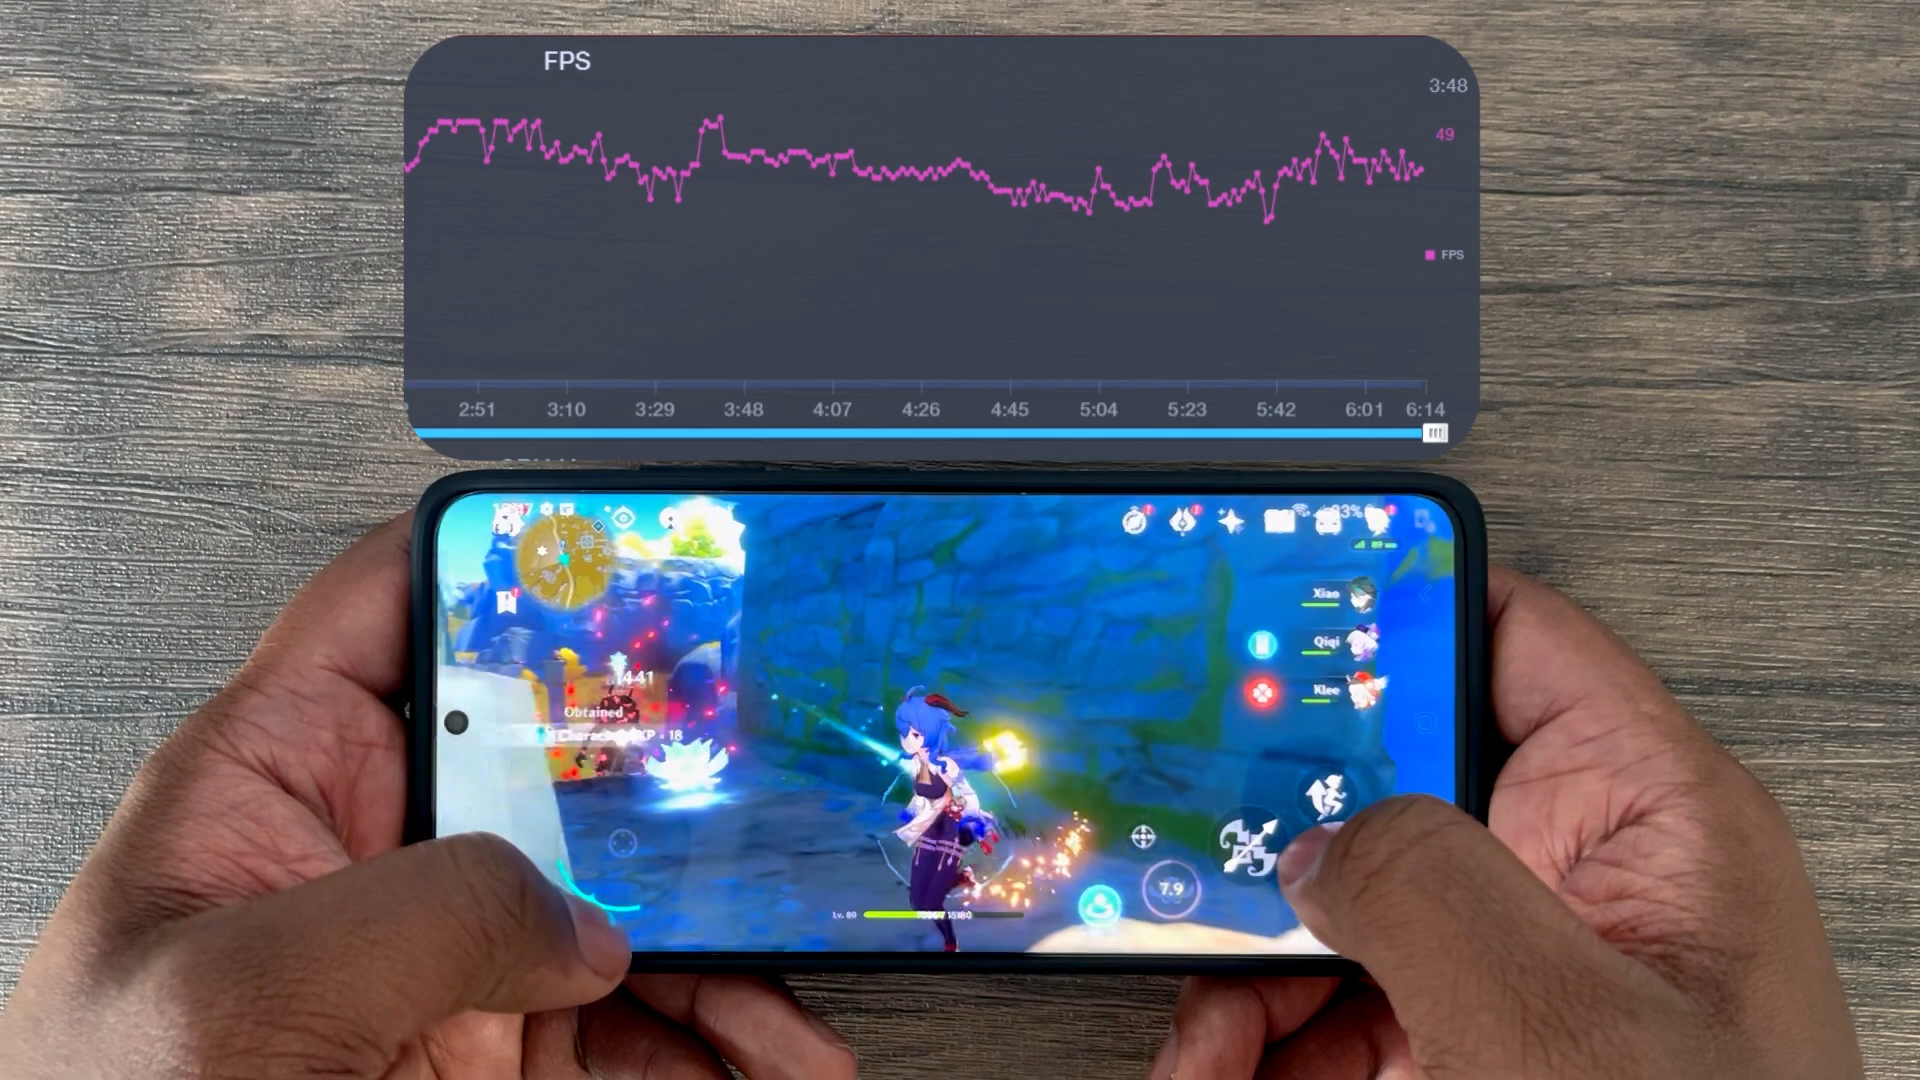 FPS
3:48
49
FPS
2:51 3:10 3:29 3:48 4:07 4:26 4:45 5:04 5:23 5:42 6:01 6:14
Xiao
Qiqi
Klee
1441
Obtained
7.9